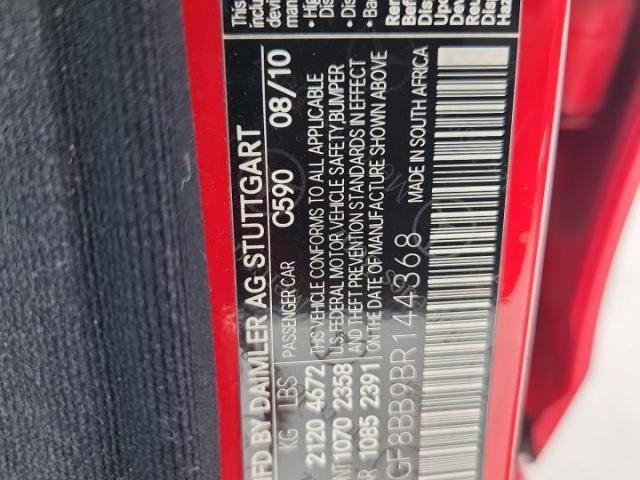 MFD BY DAIMLER AG STUTTGART
C590 08/10
KG LBS PASSENGER CAR
2120 4672 THIS VEHICLE CONFORMS TO ALL APPLICABLE
1070 2358 U.S. FEDERAL MOTOR VEHICLE SAFETY, BUMPER
1085 2391 AND THEFT PREVENTION STANDARDS IN EFFECT
ON THE DATE OF MANUFACTURE SHOWN ABOVE
GF8BB9BR144368 MADE IN SOUTH AFRICA
This